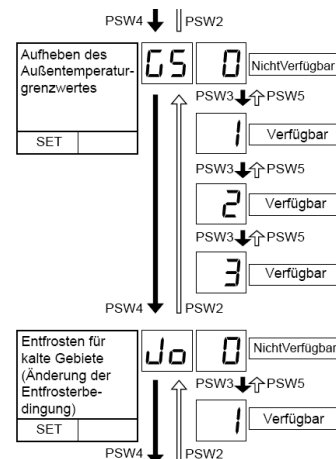 PSW4 PSW2
Aufheben des
Außentemperatur-
grenzwertes
SET
GS 0 NichtVerfügbar
PSW3 PSW5
1 Verfügbar
PSW3 PSW5
2 Verfügbar
PSW3 PSW5
3 Verfügbar
PSW4 PSW2
Entfrosten für
kalte Gebiete
(Änderung der
Entfrosterbe-
dingung)
SET
Jo 0 NichtVerfügbar
PSW3 PSW5
1 Verfügbar
PSW4 PSW2